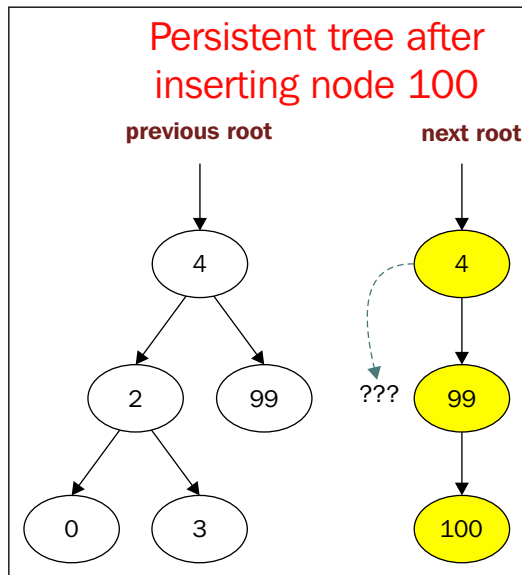 Persistent tree after
inserting node 100
previous root next root
4 4
2 99 ??? 99
0 3 100